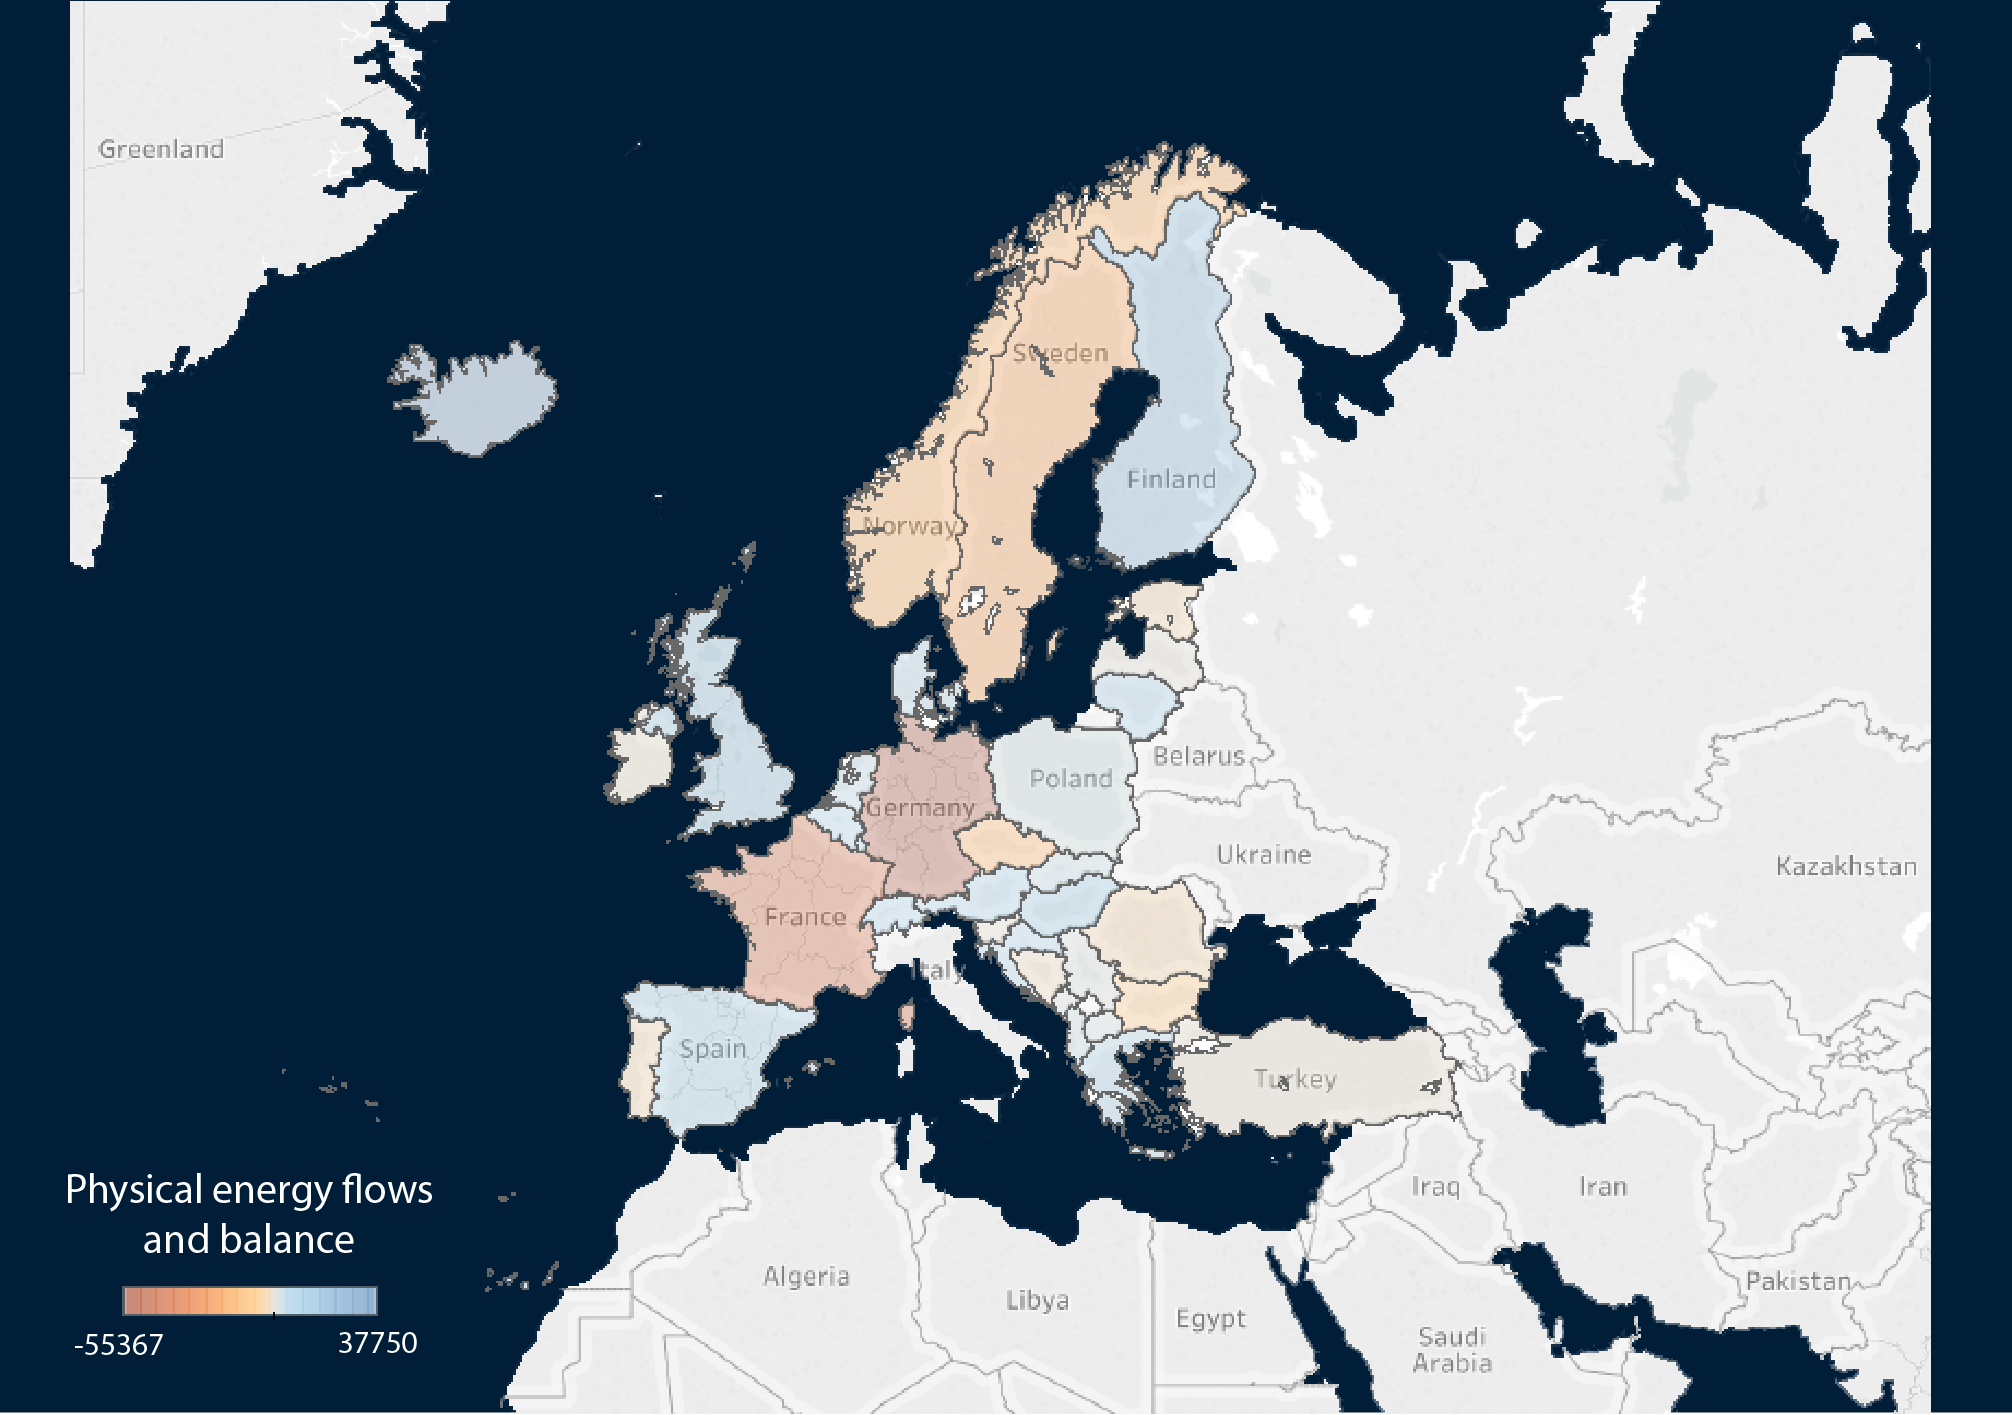 Greenland
Sweden
Finland
Norway
Belarus
Poland
Germany
Ukraine
Kazakhstan
France
Italy
Spain
Turkey
Physical energy flows
and balance
-55367
37750
Iraq
Iran
Algeria
Libya
Egypt
Pakistan
Saudi
Arabia